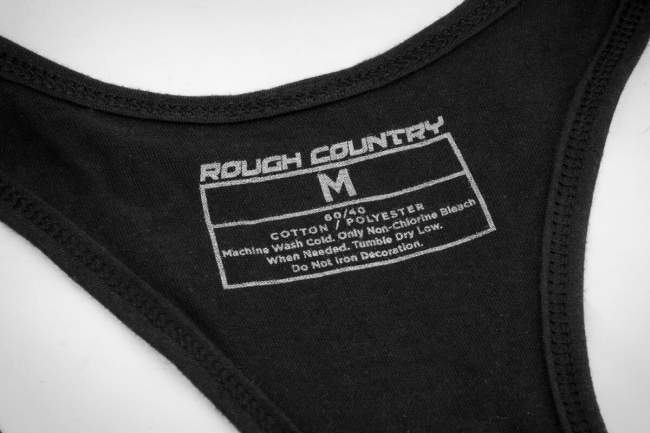 ROUGH COUNTRY
M
60/40
COTTON / POLYESTER
Machine Wash Cold. Only Non-Chlorine Bleach
When Needed. Tumble Dry Low.
Do Not Iron Decoration.